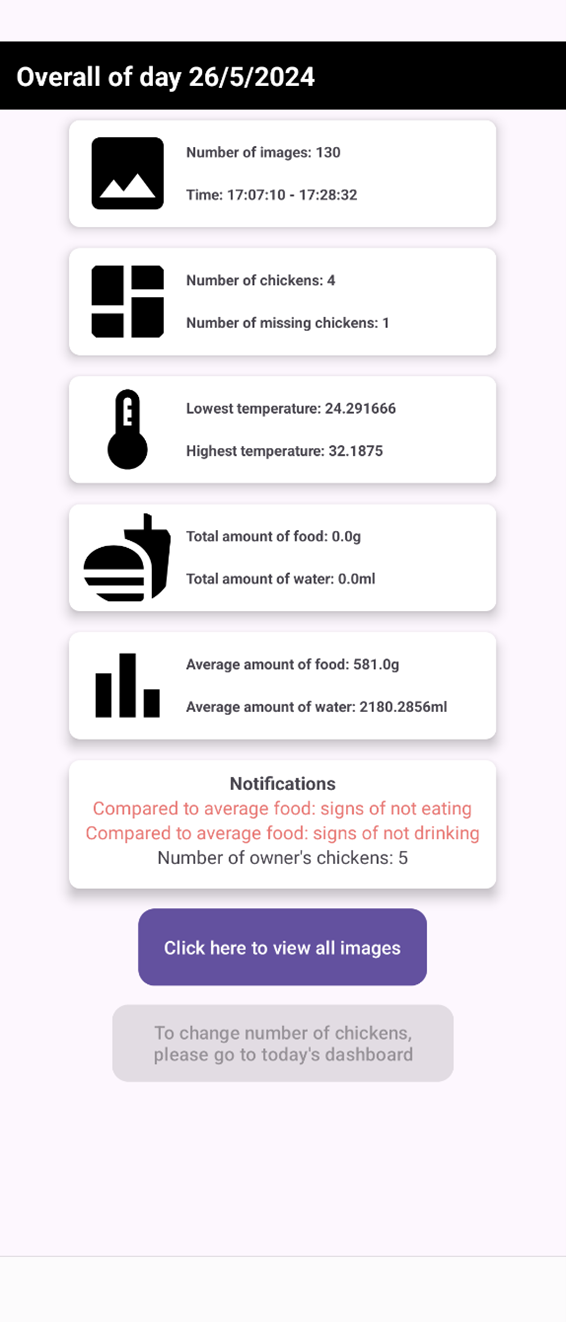 Overall of day 26/5/2024
Number of images: 130
Time: 17:07:10 - 17:28:32
Number of chickens: 4
Number of missing chickens: 1
Lowest temperature: 24.291666
Highest temperature: 32.1875
Total amount of food: 0.0g
Total amount of water: 0.0ml
Average amount of food: 581.0g
Average amount of water: 2180.2856ml
Notifications
Compared to average food: signs of not eating
Compared to average food: signs of not drinking
Number of owner's chickens: 5
Click here to view all images
To change number of chickens,
please go to today's dashboard